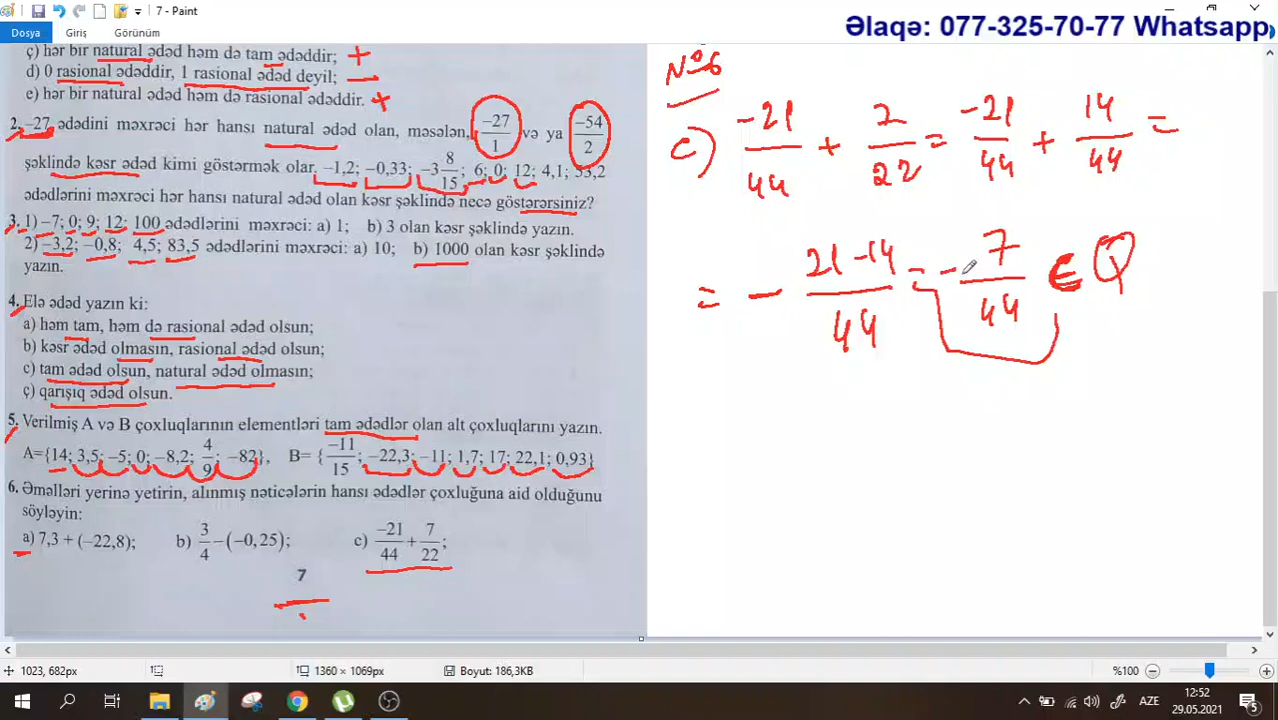 7 - Paint
Əlaqə: 077-325-70-77 Whatsapp
Dosya Giriş Görünüm
ç) hər bir natural ədəd həm də tam ədəddir; +
d) 0 rasional ədəddir, 1 rasional ədəd deyil; —
e) hər bir natural ədəd həm də rasional ədəddir. +
2. −27 ədədini məxrəci hər hansı natural ədəd olan, məsələn, −27/1 və ya −54/2
şəklində kəsr ədəd kimi göstərmək olar. −1,2; −0,33; −3 8/15; 6; 0; 12; 4,1; 53,2
ədədlərini məxrəci hər hansı natural ədəd olan kəsr şəklində necə göstərərsiniz?
3. 1) −7; 0; 9; 12; 100 ədədlərini məxrəci: a) 1; b) 3 olan kəsr şəklində yazın.
2) −3,2; −0,8; 4,5; 83,5 ədədlərini məxrəci: a) 10; b) 1000 olan kəsr şəklində
yazın.
4. Elə ədəd yazın ki:
a) həm tam, həm də rasional ədəd olsun;
b) kəsr ədəd olmasın, rasional ədəd olsun;
c) tam ədəd olsun, natural ədəd olmasın;
ç) qarışıq ədəd olsun.
5. Verilmiş A və B çoxluqlarının elementləri tam ədədlər olan alt çoxluqlarını yazın.
A={14; 3,5; −5; 0; −8,2; 4/9; −82}, B= { −11/15; −22,3; −11; 1,7; 17; 22,1; 0,93}
6. Əməlləri yerinə yetirin, alınmış nəticələrin hansı ədədlər çoxluğuna aid olduğunu
söyləyin:
a) 7,3 + (−22,8); b) 3/4 − (−0,25); c) −21/44 + 7/22;
7
№6
c) −21/44 + 2/22 = −21/44 + 14/44 =
= − 21−14/44 = − 7/44 ∈ Q
1023, 682px 1360 × 1069px Boyut: 186,3KB %100
AZE 12:52
29.05.2021 5